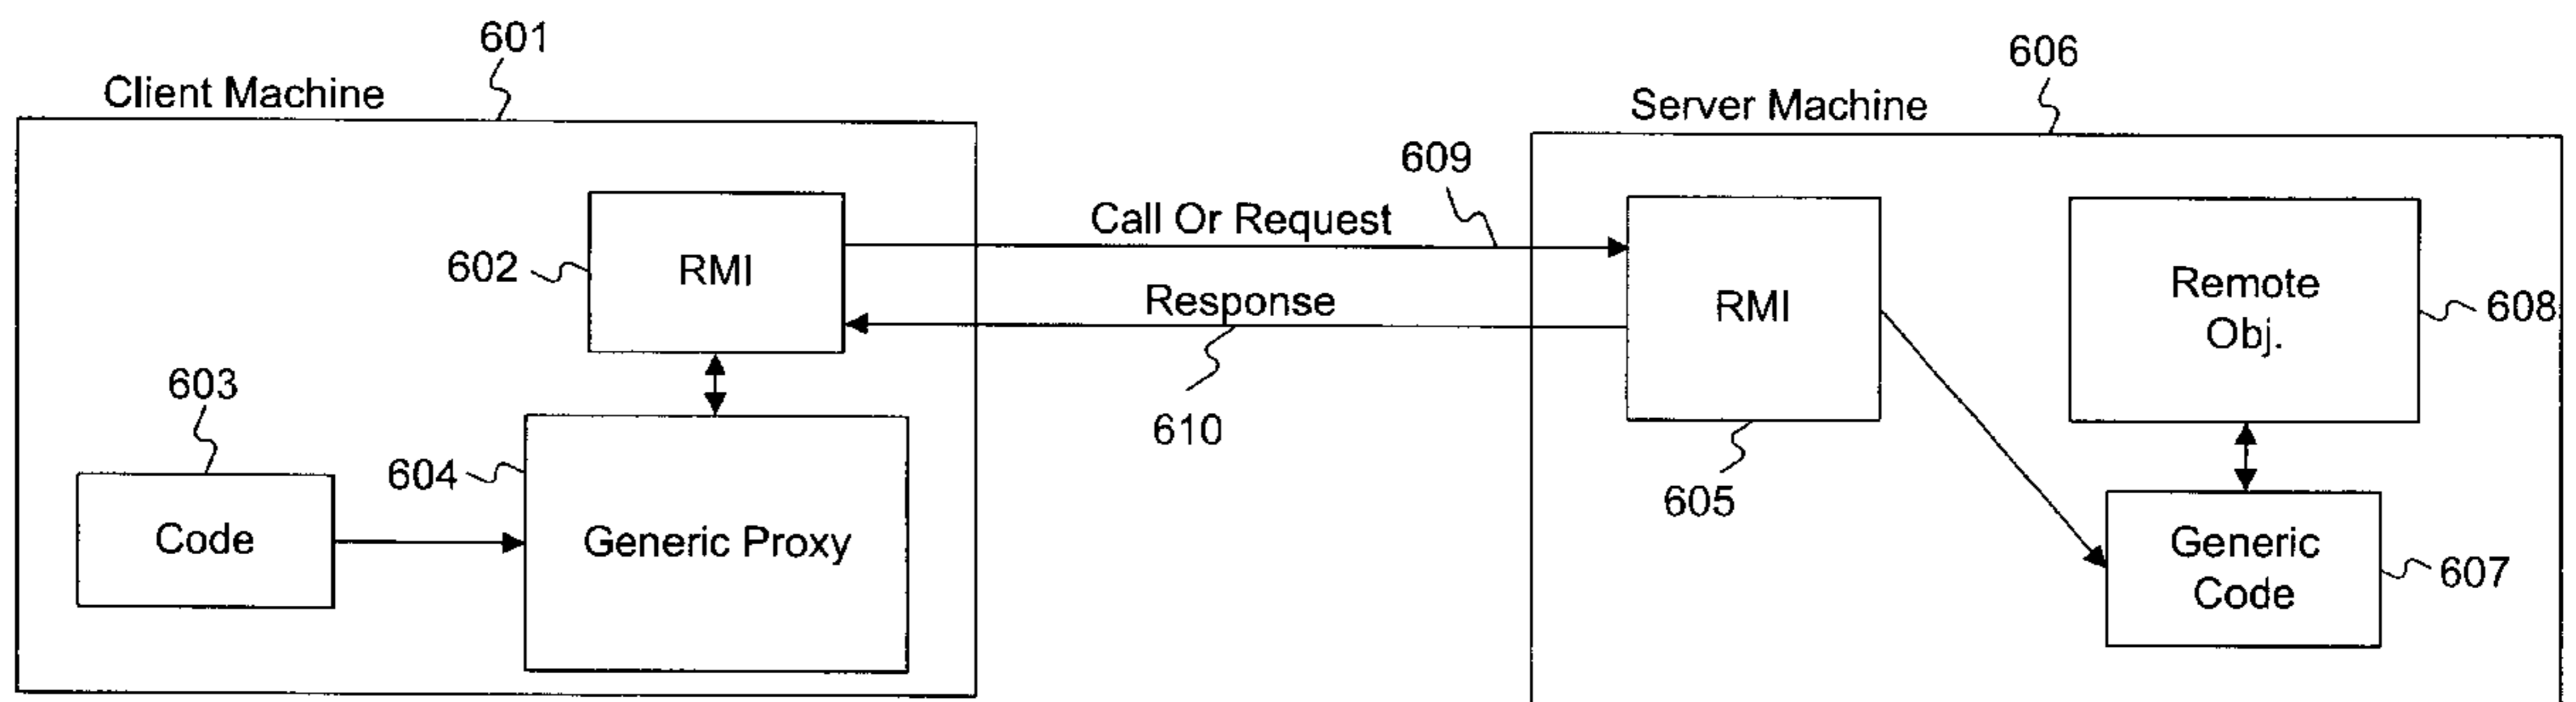 601
Client Machine
606
Server Machine
609
Call Or Request
602
RMI
Response
RMI
Remote
Obj.
608
603
610
604
605
Code
Generic Proxy
Generic
Code
607